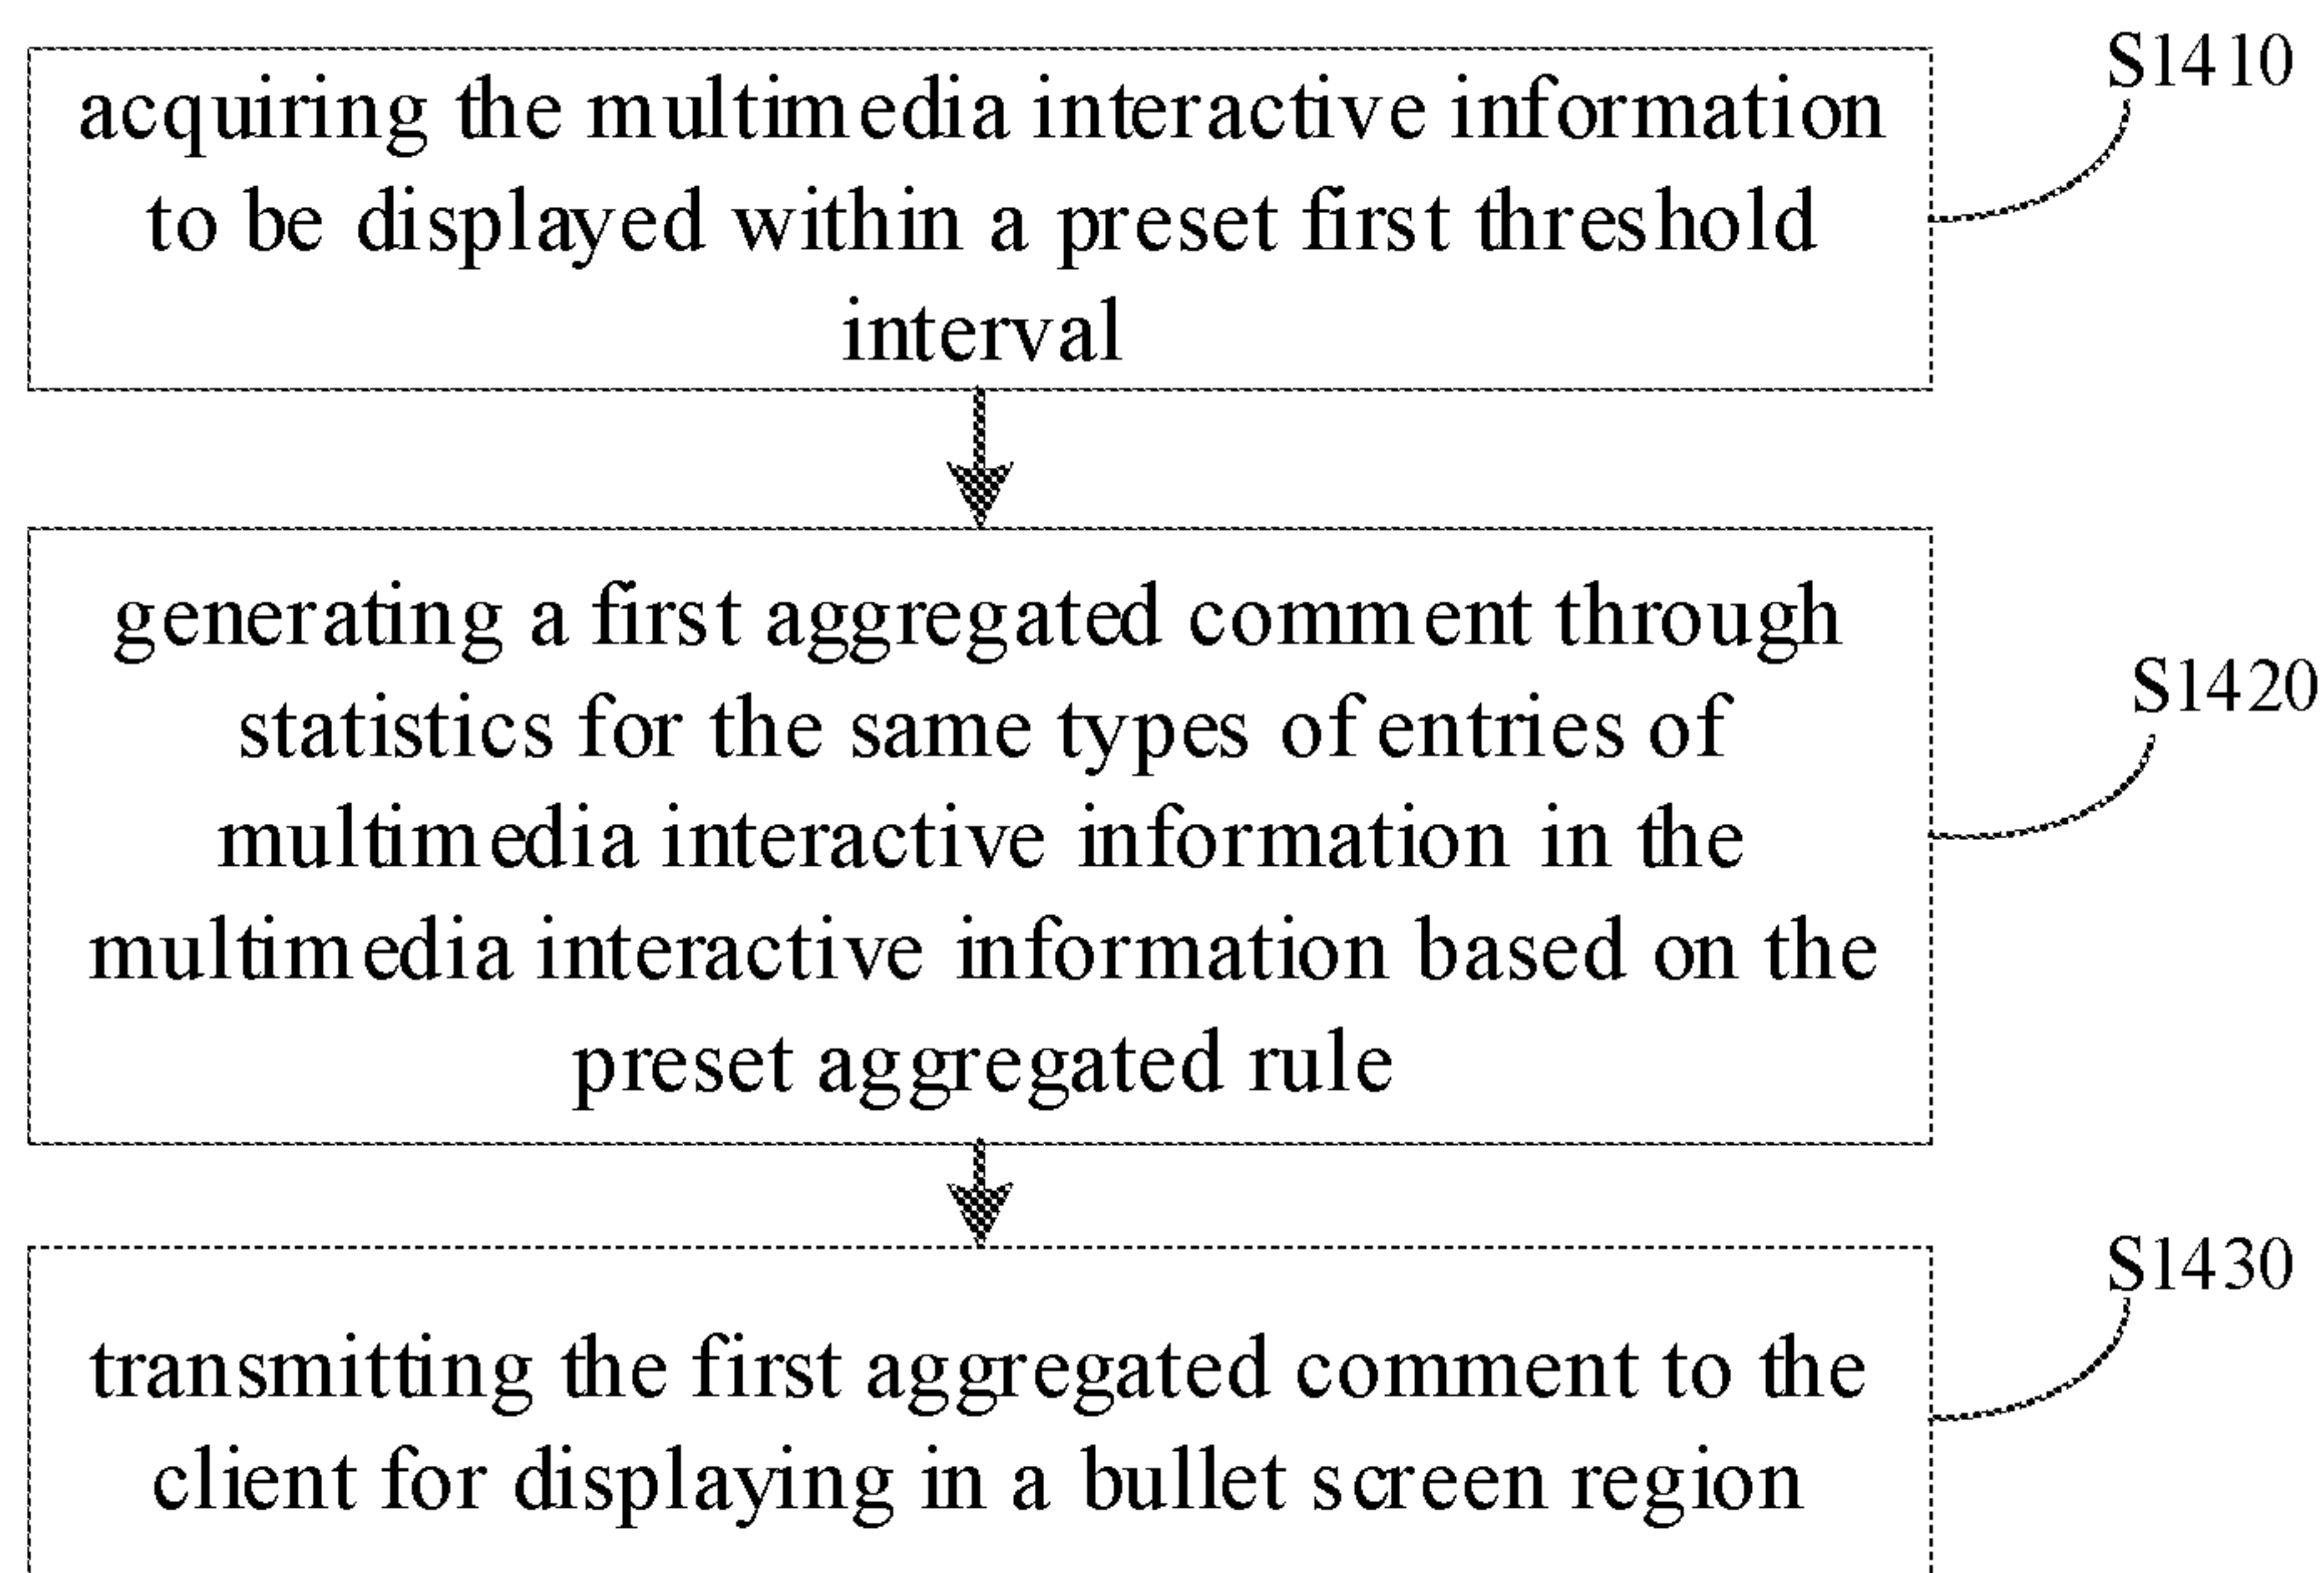 acquiring the multimedia interactive information
to be displayed within a preset first threshold
interval
S1410
generating a first aggregated comment through
statistics for the same types of entries of
multimedia interactive information in the
multimedia interactive information based on the
preset aggregated rule
S1420
transmitting the first aggregated comment to the
client for displaying in a bullet screen region
S1430